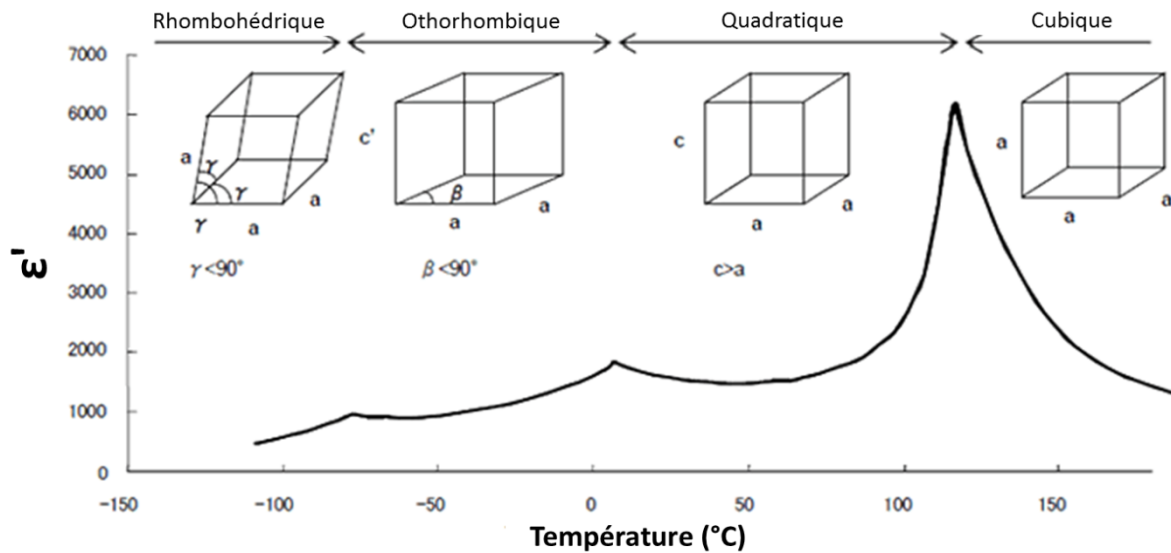 Rhombohédrique Othorhombique Quadratique Cubique
7000
6000
5000
4000
3000
2000
1000
0
ε'
a γ γ γ a a
γ<90°
c' β a a
β<90°
c a a
c>a
a a a
-150 -100 -50 0 50 100 150
Température (°C)